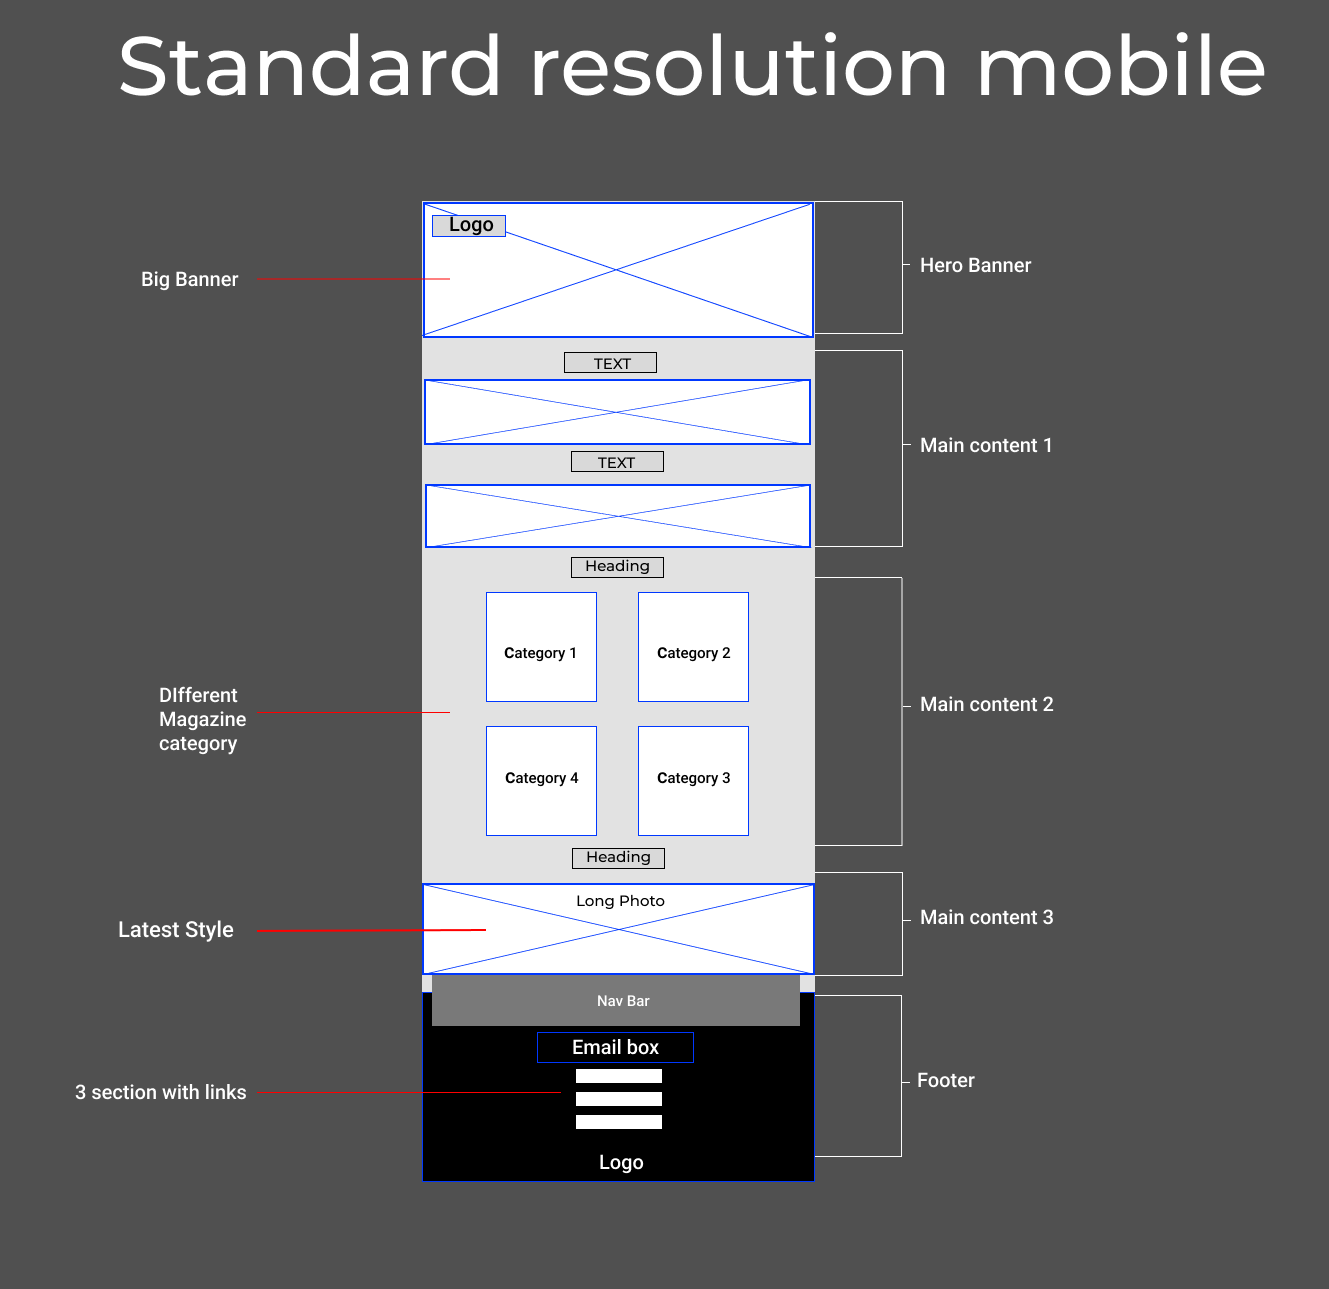 Standard resolution mobile
Logo
Big Banner
Hero Banner
TEXT
Main content 1
TEXT
Heading
Category 1
Category 2
DIfferent
Magazine
category
Main content 2
Category 4
Category 3
Heading
Long Photo
Latest Style
Main content 3
Nav Bar
Email box
3 section with links
Footer
Logo